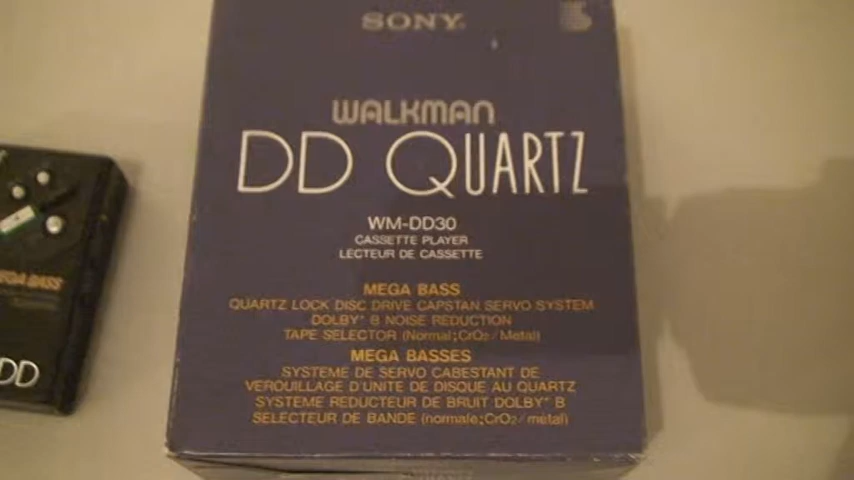 SONY
WALKMAN
DD QUARTZ
WM-DD30
CASSETTE PLAYER
LECTEUR DE CASSETTE
MEGA BASS
QUARTZ LOCK DISC DRIVE CAPSTAN SERVO SYSTEM
DOLBY* B NOISE REDUCTION
TAPE SELECTOR (Normal;CrO2/Metal)
MEGA BASSES
SYSTEME DE SERVO CABESTANT DE
VEROUILLAGE D'UNITE DE DISQUE AU QUARTZ
SYSTEME REDUCTEUR DE BRUIT DOLBY* B
SELECTEUR DE BANDE (normale;CrO2/métal)
BASS
DD